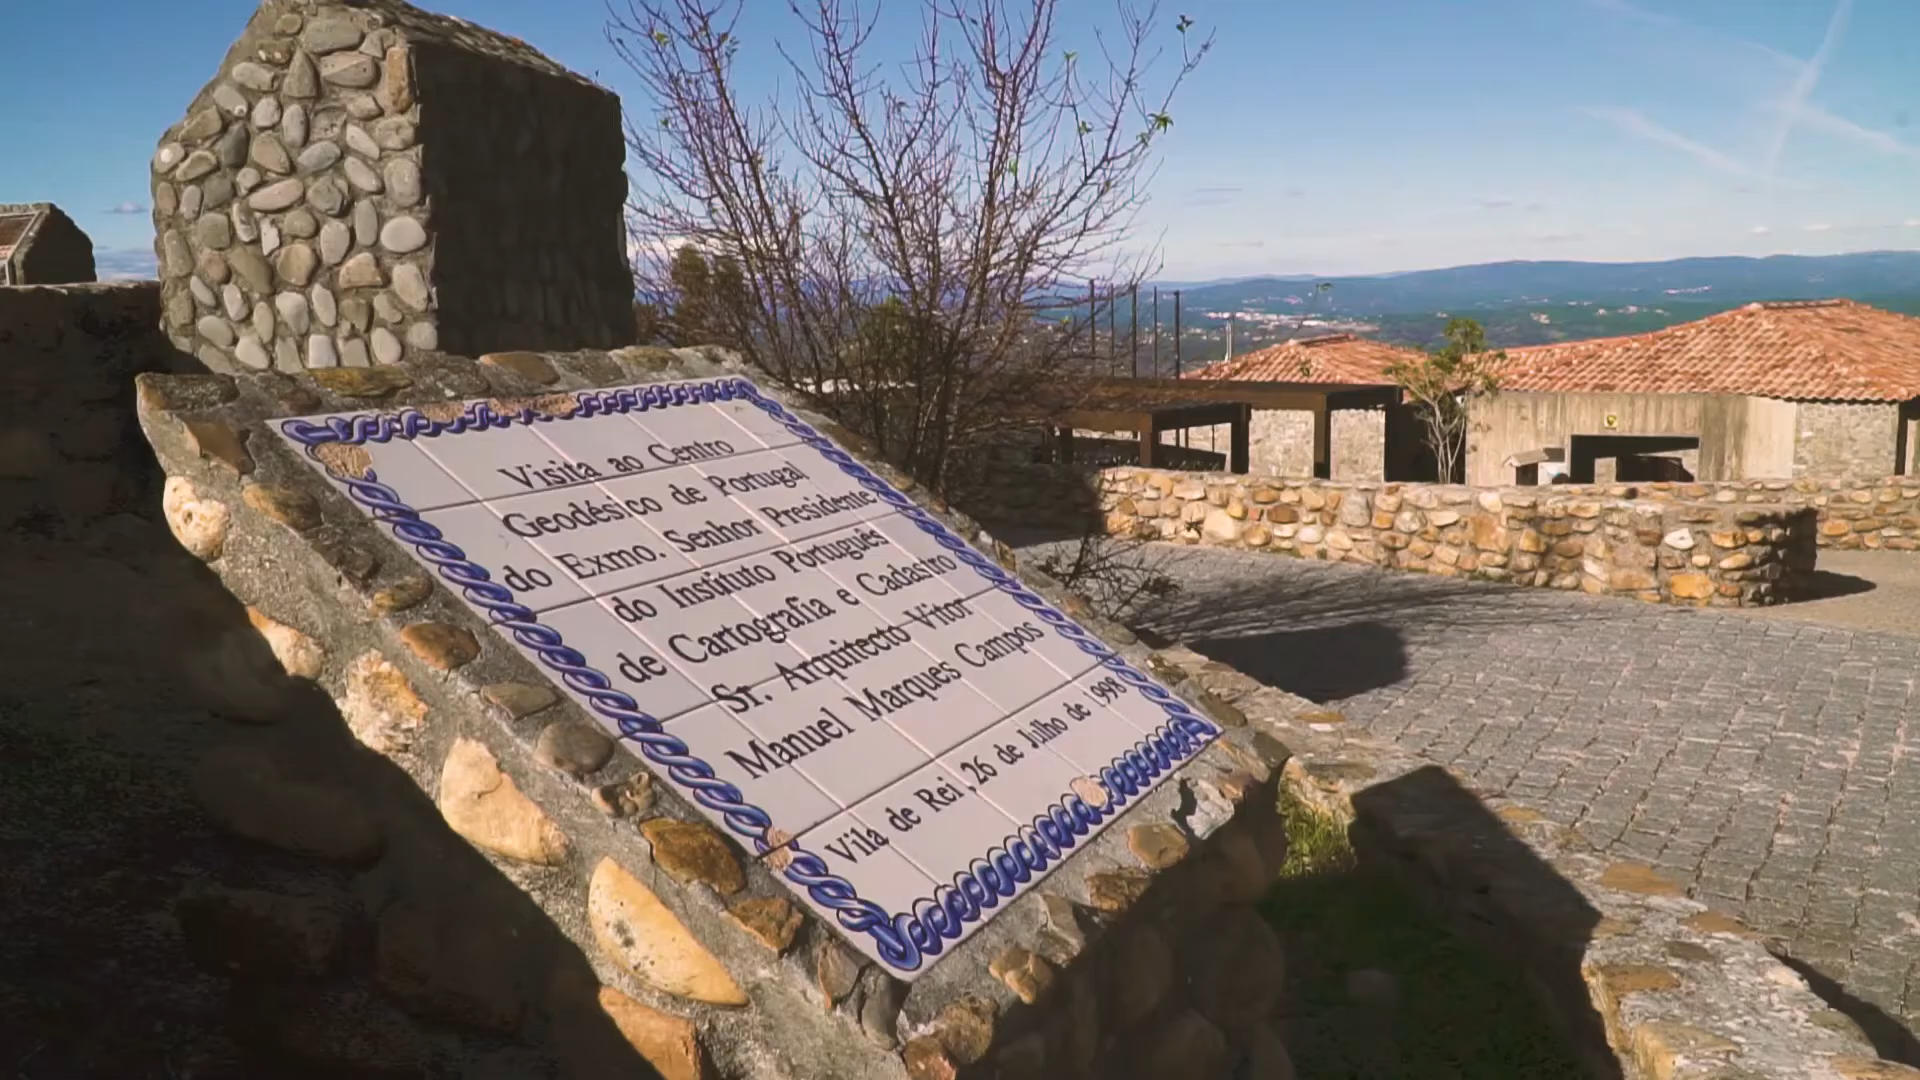 Visita ao Centro
Geodésico de Portugal
do Exmo. Senhor Presidente
do Instituto Português
de Cartografia e Cadastro
Sr. Arquitecto Vitor
Manuel Marques Campos
Vila de Rei, 26 de Julho de 1998